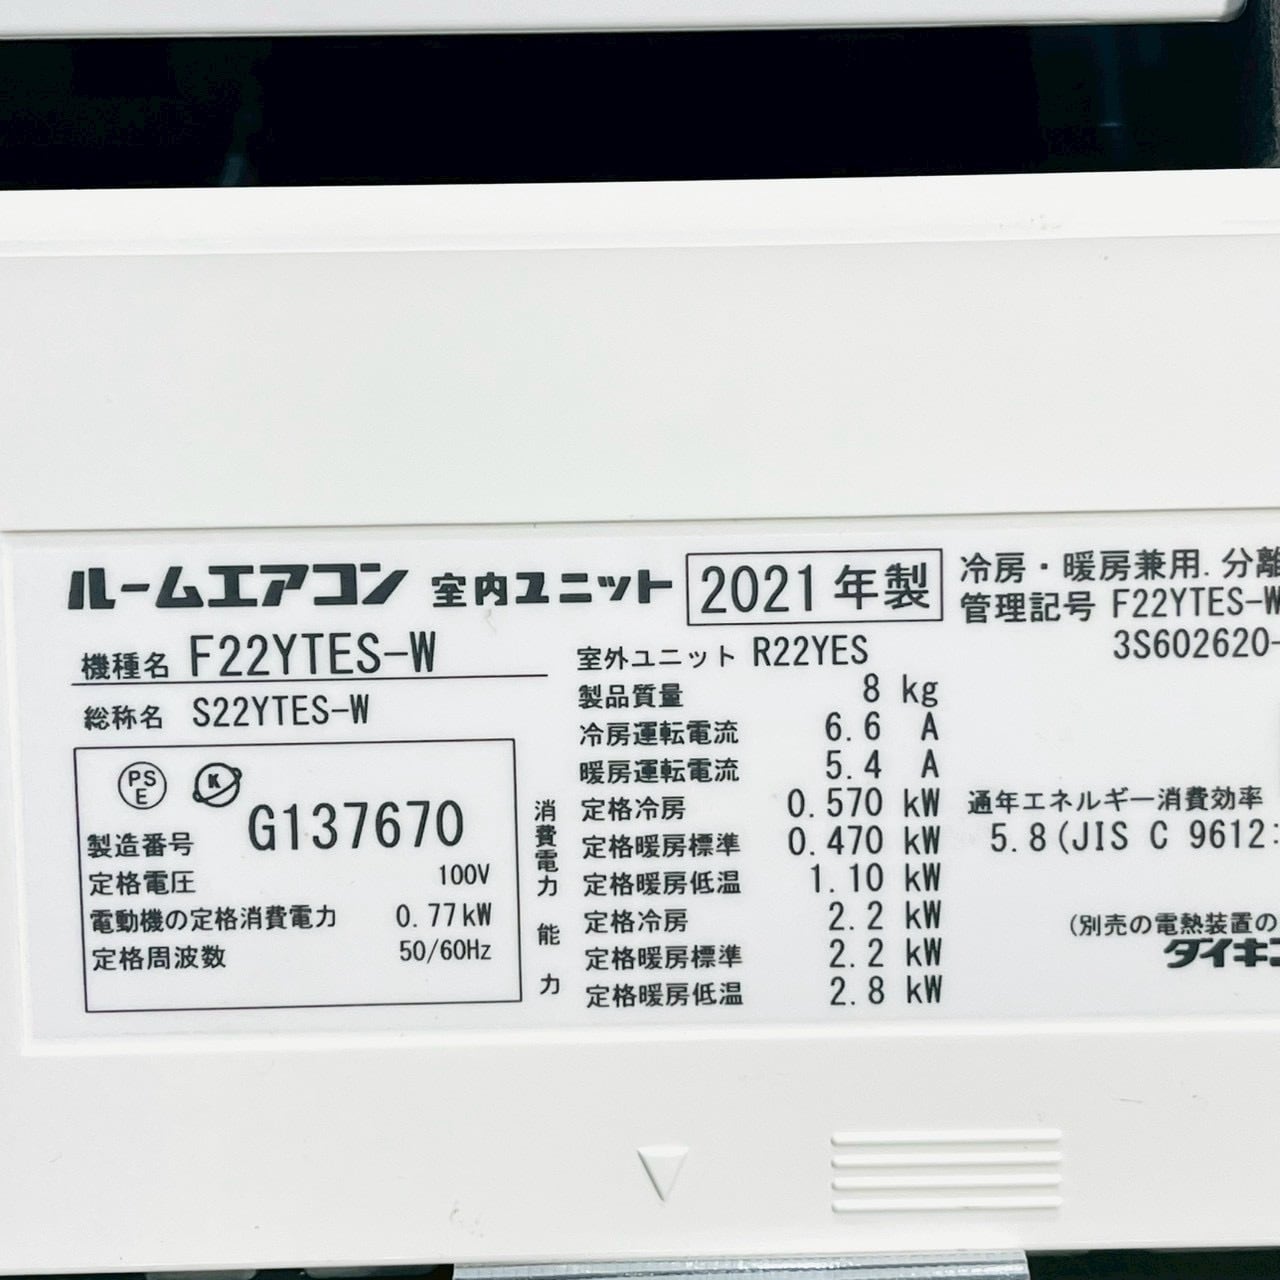 ルームエアコン 室内ユニット 2021年製
機種名 F22YTES-W
総称名 S22YTES-W
PS
E
K
製造番号 G137670
定格電圧 100V
電動機の定格消費電力 0.77kW
定格周波数 50/60Hz
室外ユニット R22YES
製品質量 8 kg
冷房運転電流 6.6 A
暖房運転電流 5.4 A
消費電力
定格冷房 0.570 kW
定格暖房標準 0.470 kW
定格暖房低温 1.10 kW
能力
定格冷房 2.2 kW
定格暖房標準 2.2 kW
定格暖房低温 2.8 kW
冷房・暖房兼用.分離
管理記号 F22YTES-W
3S602620-
通年エネルギー消費効率
5.8(JIS C 9612:
(別売の電熱装置の
ダイキ